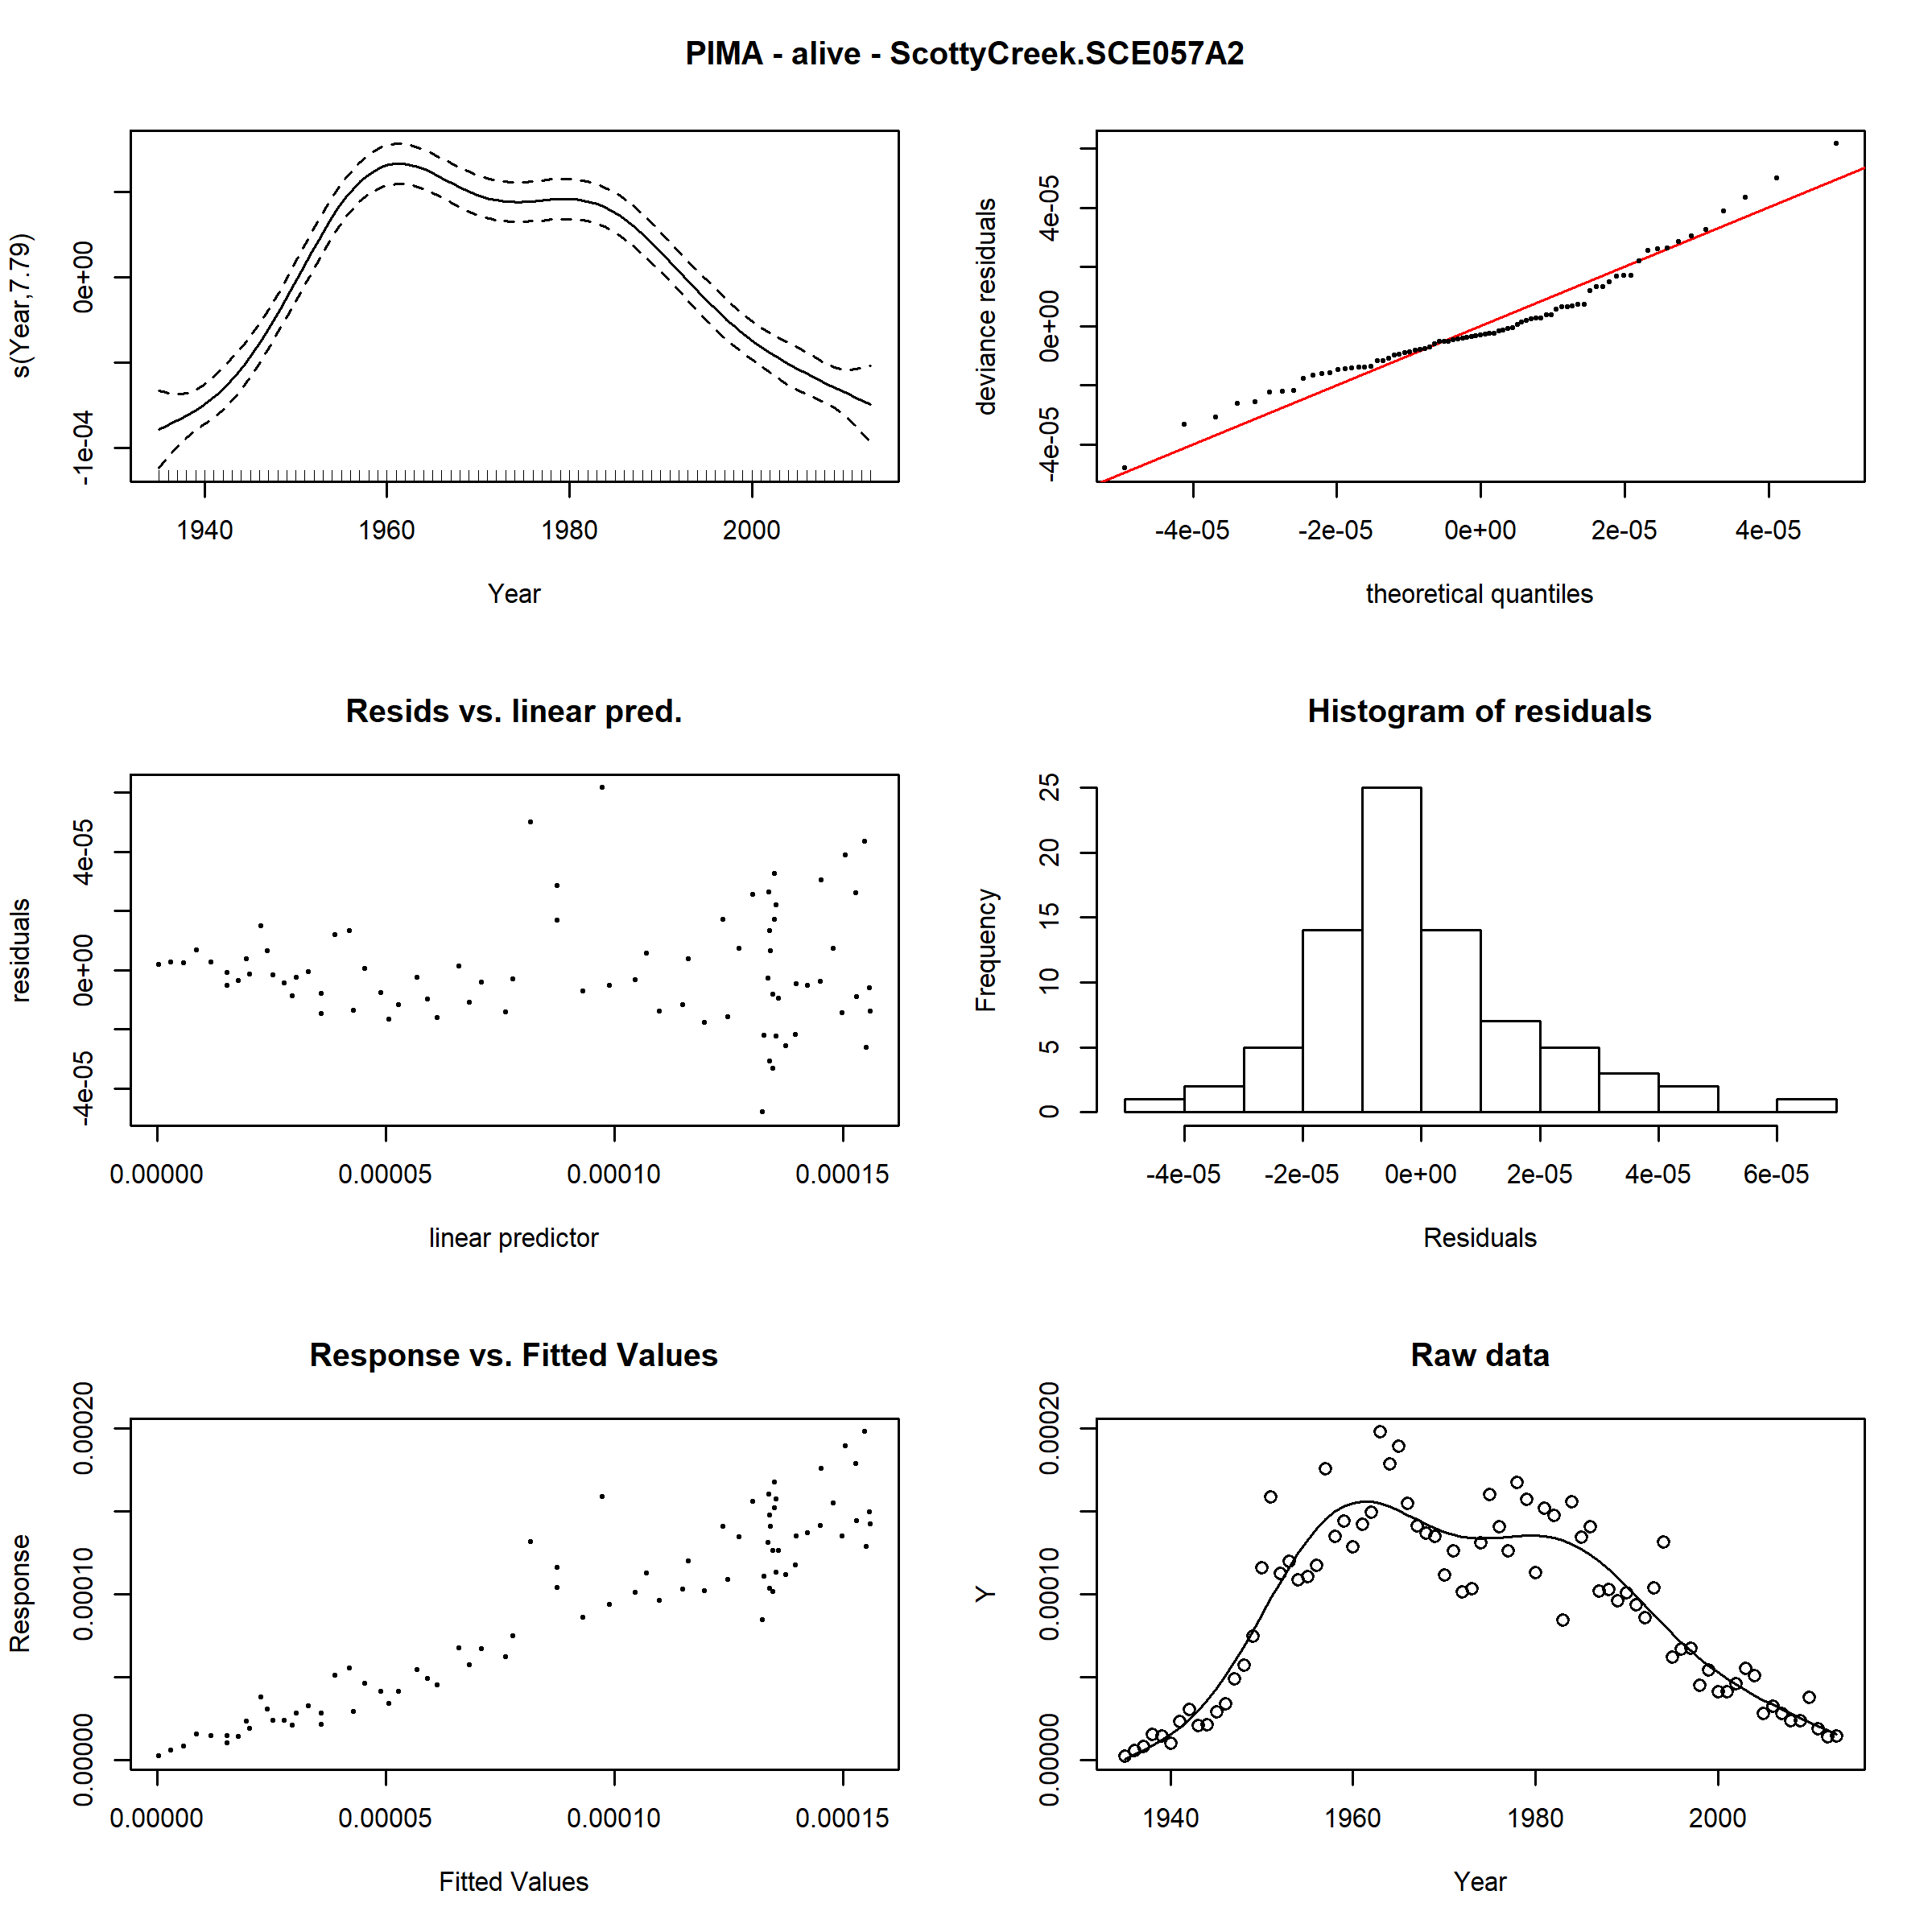 PIMA - alive - ScottyCreek.SCE057A2
s(Year,7.79)
-1e-04 0e+00
1940 1960 1980 2000
Year
deviance residuals
-4e-05 0e+00 4e-05
-4e-05 -2e-05 0e+00 2e-05 4e-05
theoretical quantiles
Resids vs. linear pred.
residuals
-4e-05 0e+00 4e-05
0.00000 0.00005 0.00010 0.00015
linear predictor
Histogram of residuals
Frequency
0 5 10 15 20 25
-4e-05 -2e-05 0e+00 2e-05 4e-05 6e-05
Residuals
Response vs. Fitted Values
Response
0.00000 0.00010 0.00020
0.00000 0.00005 0.00010 0.00015
Fitted Values
Raw data
Y
0.00000 0.00010 0.00020
1940 1960 1980 2000
Year